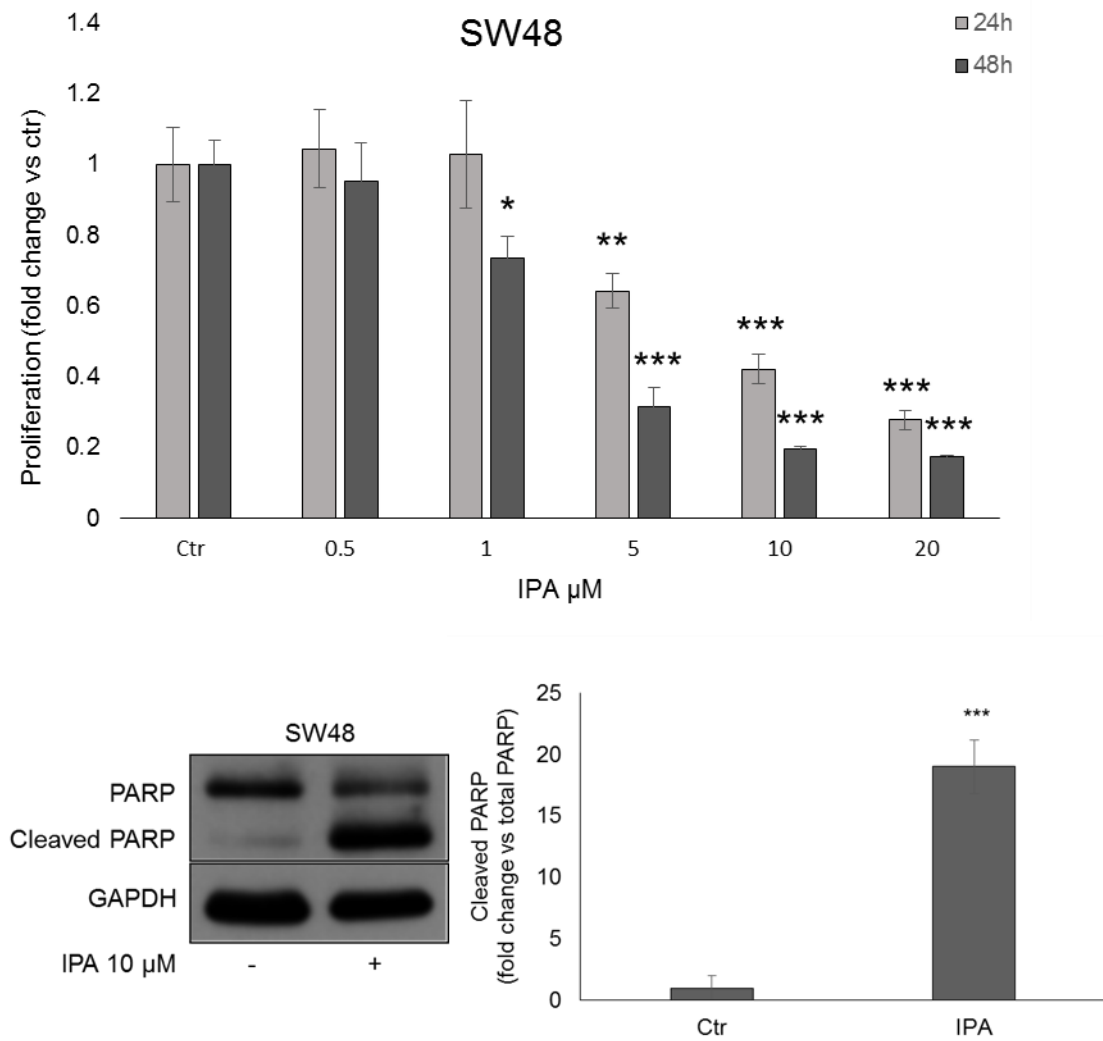 SW48
24h
48h
Proliferation (fold change vs ctr)
1.4
1.2
1
0.8
0.6
0.4
0.2
0
*
**
***
***
***
***
***
Ctr 0.5 1 5 10 20
IPA µM
SW48
PARP
Cleaved PARP
GAPDH
IPA 10 µM - +
Cleaved PARP
(fold change vs total PARP)
25
20
15
10
5
0
***
Ctr IPA